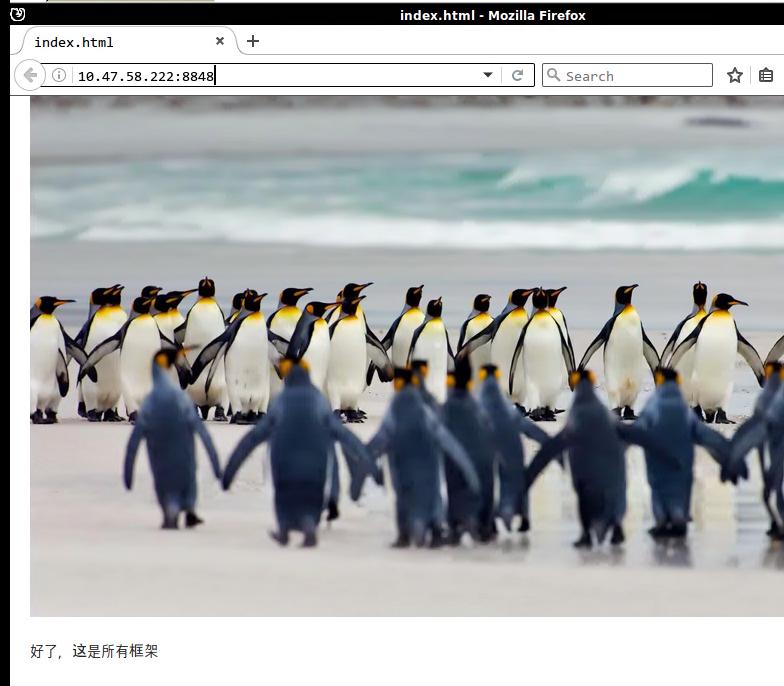 index.html - Mozilla Firefox
index.html
10.47.58.222:8848
Search
好了，这是所有框架